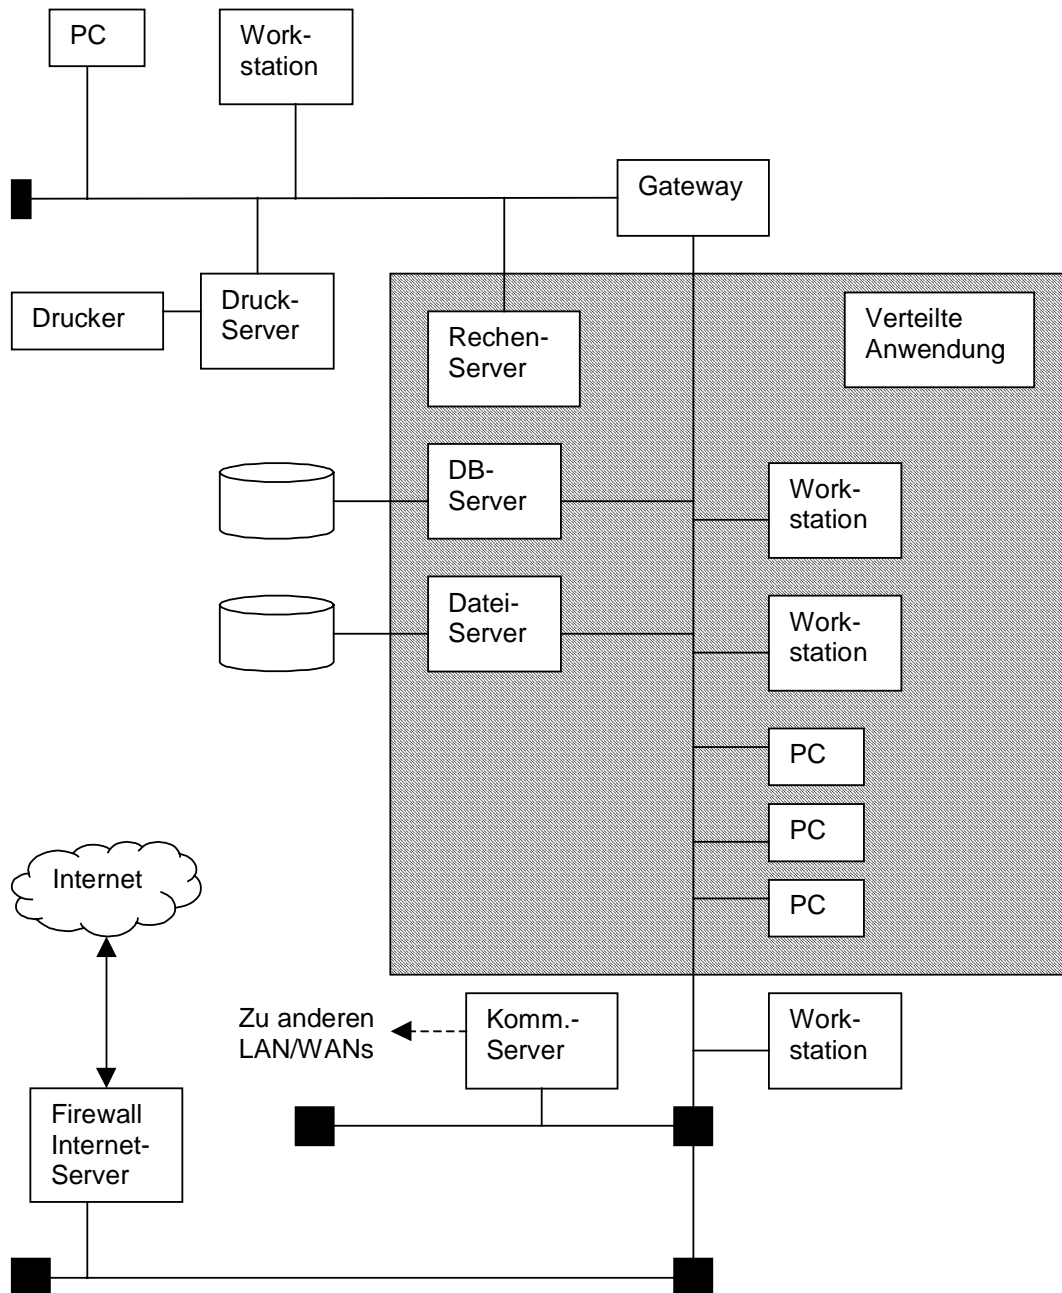 PC
Work-
station
Gateway
Drucker
Druck-
Server
Rechen-
Server
Verteilte
Anwendung
DB-
Server
Work-
station
Datei-
Server
Work-
station
PC
PC
PC
Internet
Zu anderen
LAN/WANs
Komm.-
Server
Work-
station
Firewall
Internet-
Server